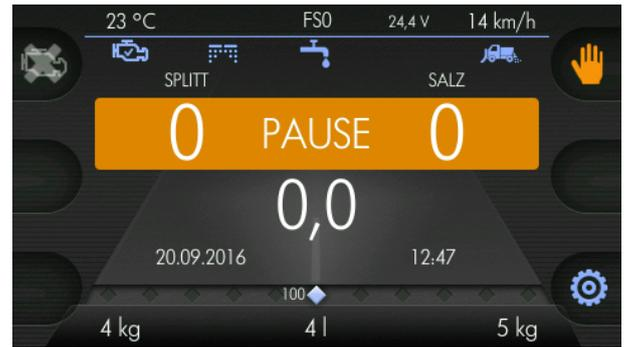 23 °C FS0 24,4 V 14 km/h
SPLITT SALZ
0 PAUSE 0
0,0
20.09.2016 12:47
100
4 kg 4 l 5 kg